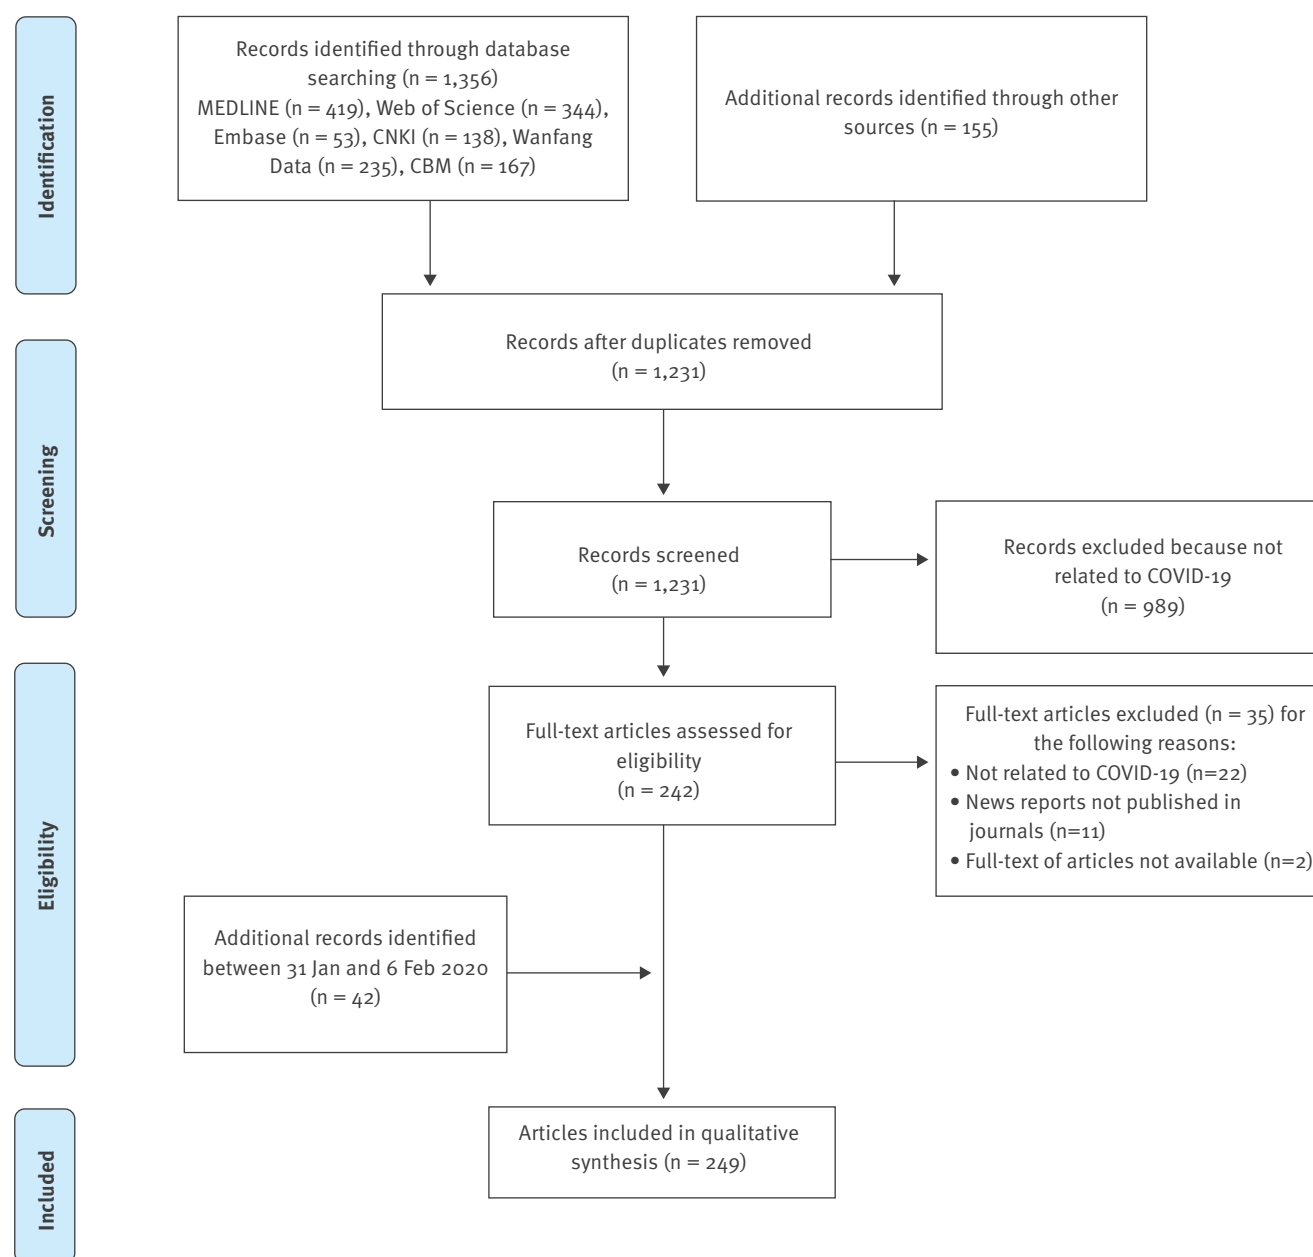 Identification
Records identified through database
searching (n = 1,356)
MEDLINE (n = 419), Web of Science (n = 344),
Embase (n = 53), CNKI (n = 138), Wanfang
Data (n = 235), CBM (n = 167)
Additional records identified through other
sources (n = 155)
Records after duplicates removed
(n = 1,231)
Screening
Records screened
(n = 1,231)
Records excluded because not
related to COVID-19
(n = 989)
Eligibility
Full-text articles assessed for
eligibility
(n = 242)
Full-text articles excluded (n = 35) for
the following reasons:
• Not related to COVID-19 (n=22)
• News reports not published in
journals (n=11)
• Full-text of articles not available (n=2)
Additional records identified
between 31 Jan and 6 Feb 2020
(n = 42)
Included
Articles included in qualitative
synthesis (n = 249)